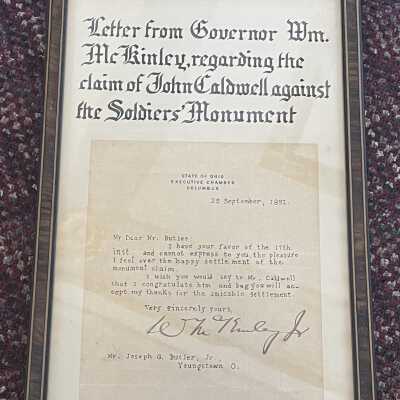 Letter from Governor Wm.
McKinley, regarding the
claim of John Caldwell against
the Soldiers' Monument
STATE OF OHIO
EXECUTIVE CHAMBER
COLUMBUS
September, 1891.
My Dear Mr. Butler
I have your favor of the 17th
inst. and cannot express to you the pleasure
I feel over the happy settlement of the
monumental claim.
I wish you would say to Mr. Caldwell
that I congratulate him and beg you will ac-
cept my thanks for the amicable settlement.
Very Sincerely yours,
Wm McKinley Jr
Mr. Joseph G. Butler, Jr.,
Youngstown O.